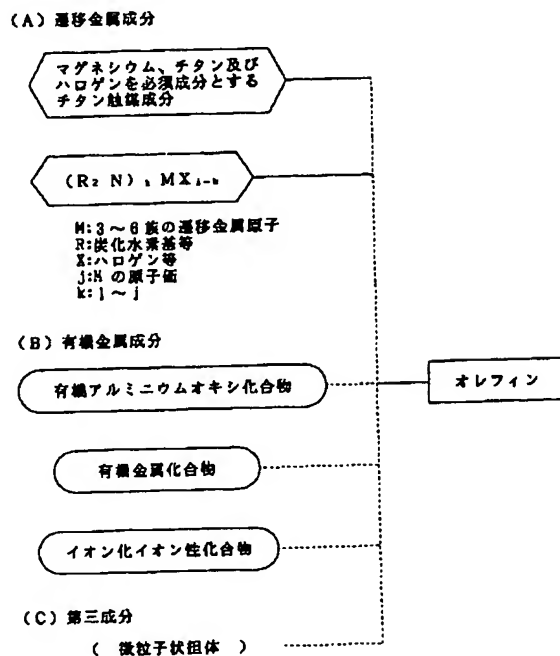 (A) 遷移金属成分
マグネシウム、チタン及び
ハロゲンを必須成分とする
チタン触媒成分
(R2 N)k MXj-k
M:3～6族の遷移金属原子
R:炭化水素基等
X:ハロゲン等
j:Mの原子価
k:1～j
(B) 有機金属成分
有機アルミニウムオキシ化合物
オレフィン
有機金属化合物
イオン化イオン性化合物
(C) 第三成分
( 微粒子状担体 )